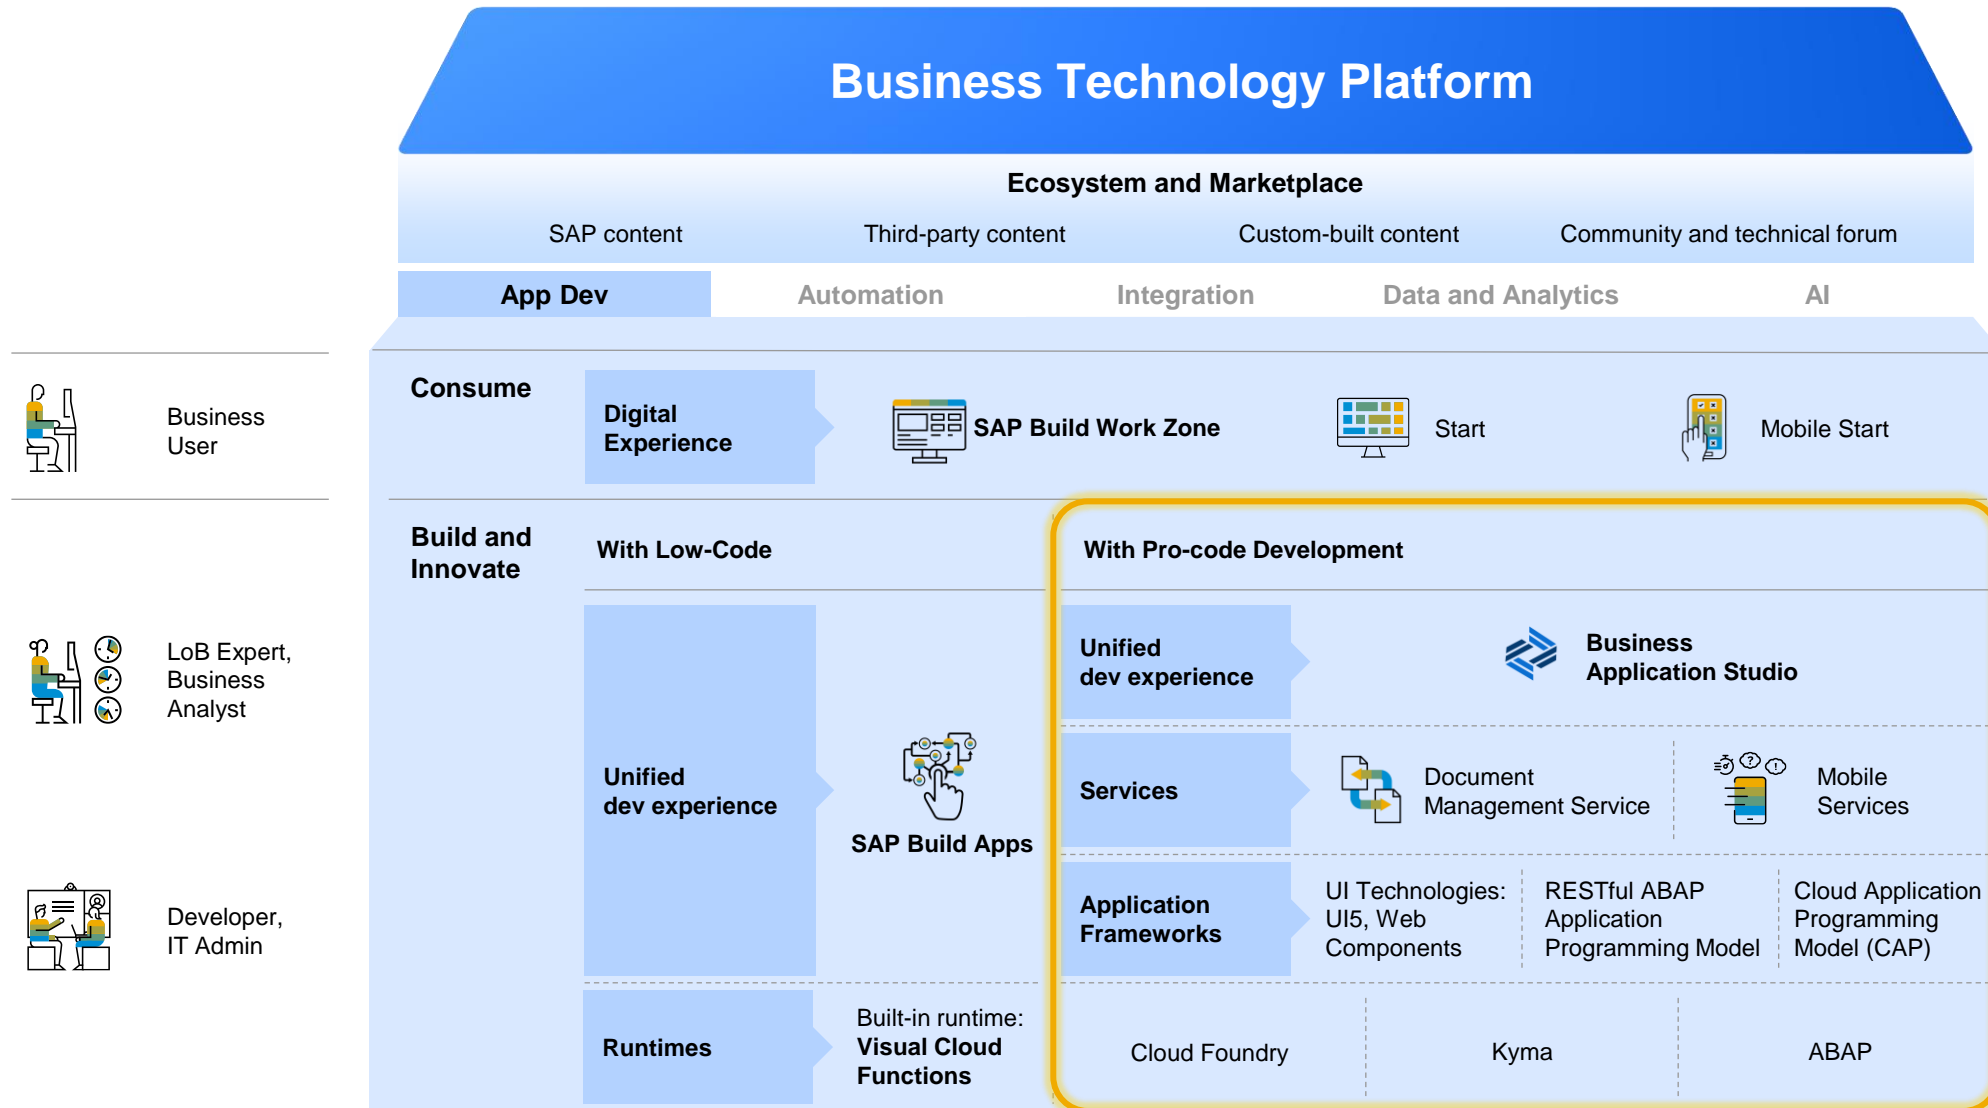 Business Technology Platform
Ecosystem and Marketplace
SAP content
Third-party content
Custom-built content
Community and technical forum
App Dev
Automation
Integration
Data and Analytics
AI
Business
User
Consume
Digital
Experience
SAP Build Work Zone
Start
Mobile Start
Build and
Innovate
With Low-Code
With Pro-code Development
LoB Expert,
Business
Analyst
Developer,
IT Admin
Unified
dev experience
SAP Build Apps
Unified
dev experience
Business
Application Studio
Services
Document
Management Service
Mobile
Services
Application
Frameworks
UI Technologies:
UI5, Web
Components
RESTful ABAP
Application
Programming Model
Cloud Application
Programming
Model (CAP)
Runtimes
Built-in runtime:
Visual Cloud
Functions
Cloud Foundry
Kyma
ABAP